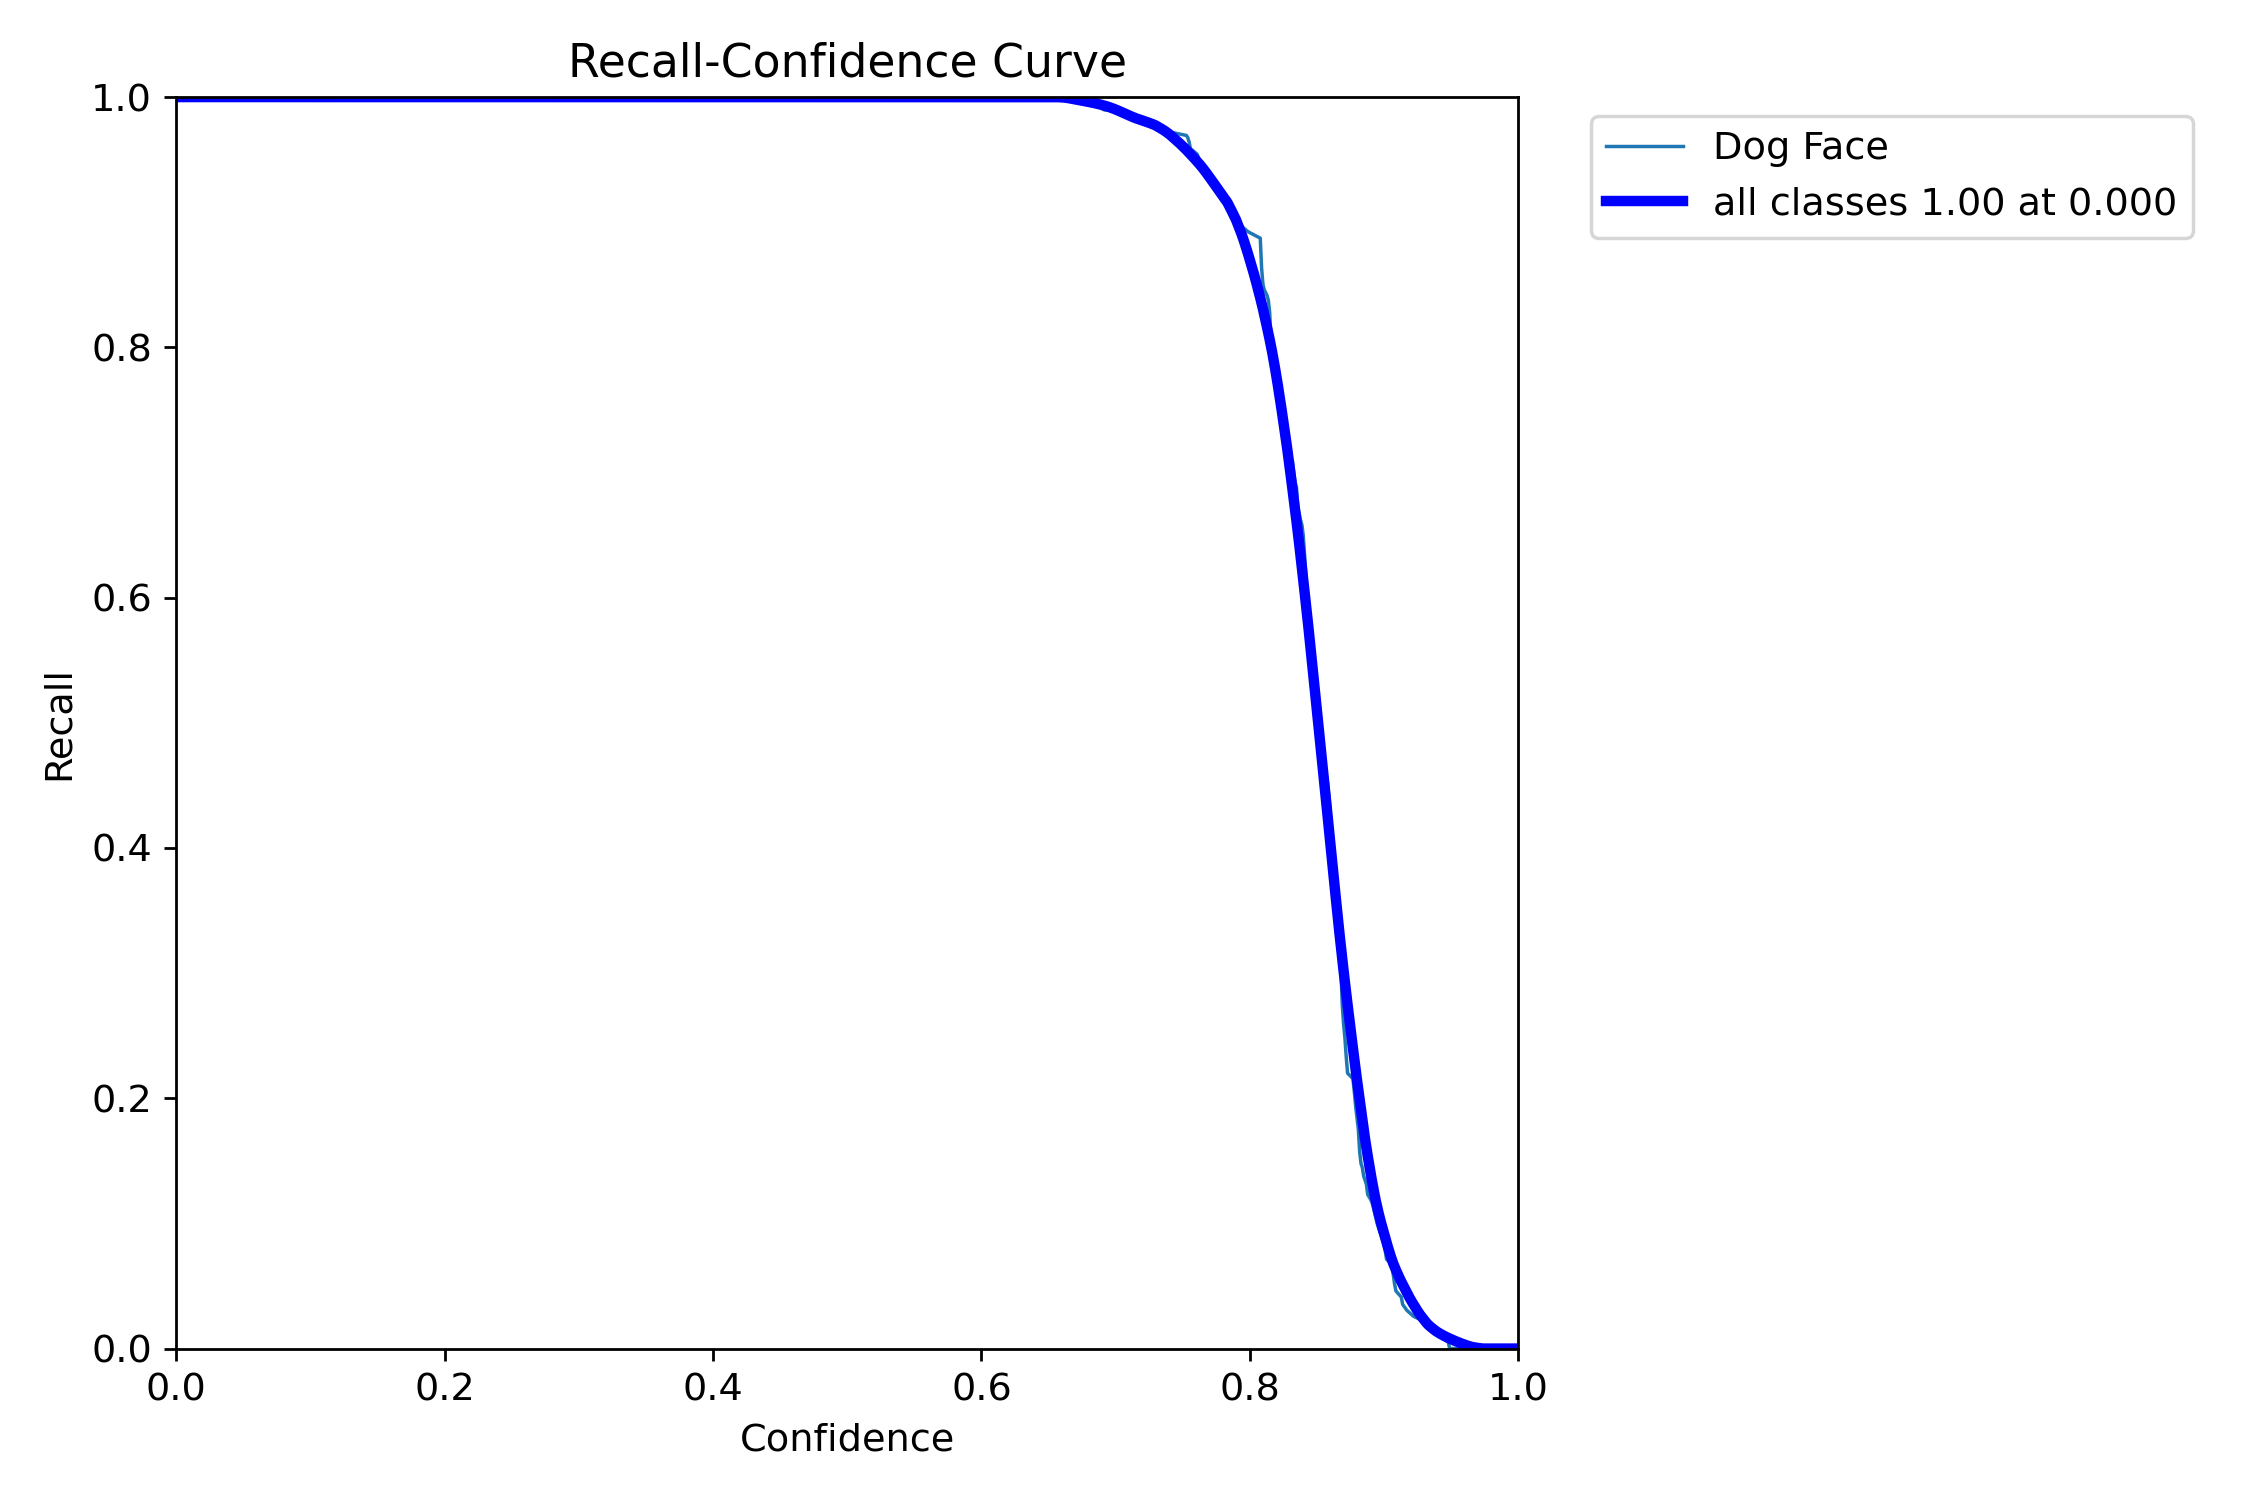 Recall-Confidence Curve
1.0
0.8
0.6
0.4
0.2
0.0
Recall
0.0 0.2 0.4 0.6 0.8 1.0
Confidence
Dog Face
all classes 1.00 at 0.000